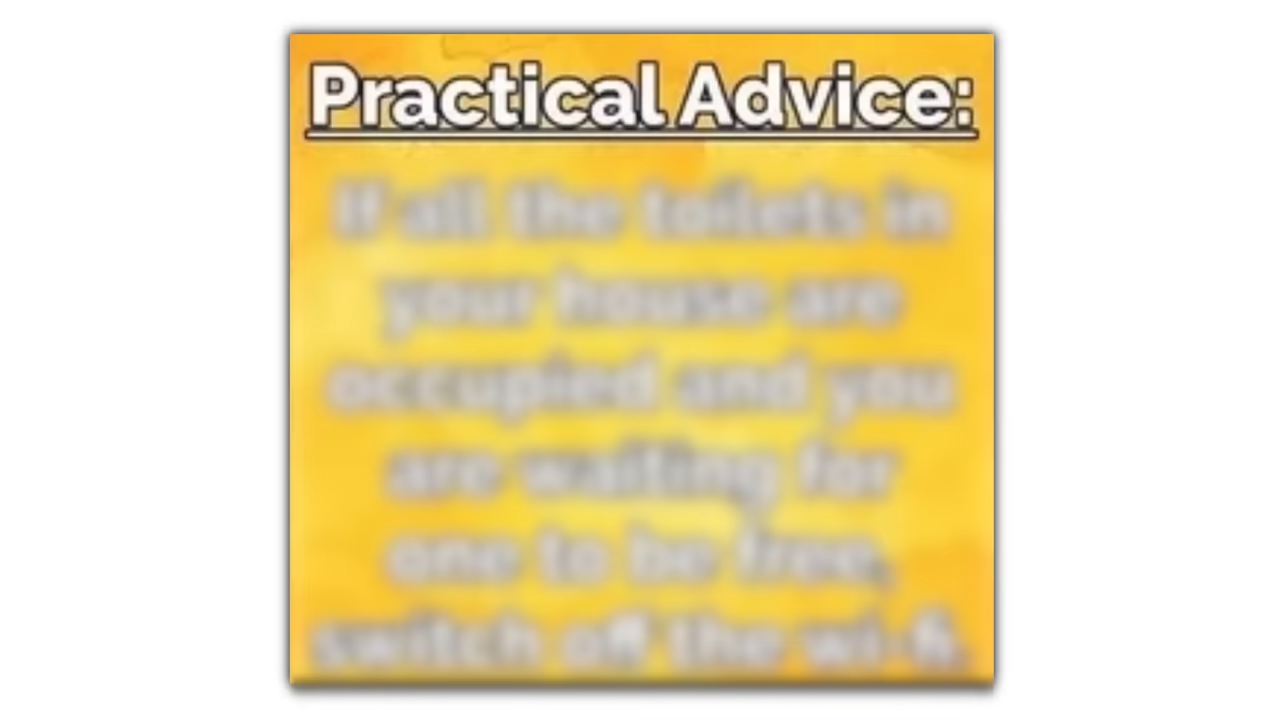 Practical Advice:
If all the toilets in
your house are
occupied and you
are waiting for
one to be free,
switch off the wi-fi.